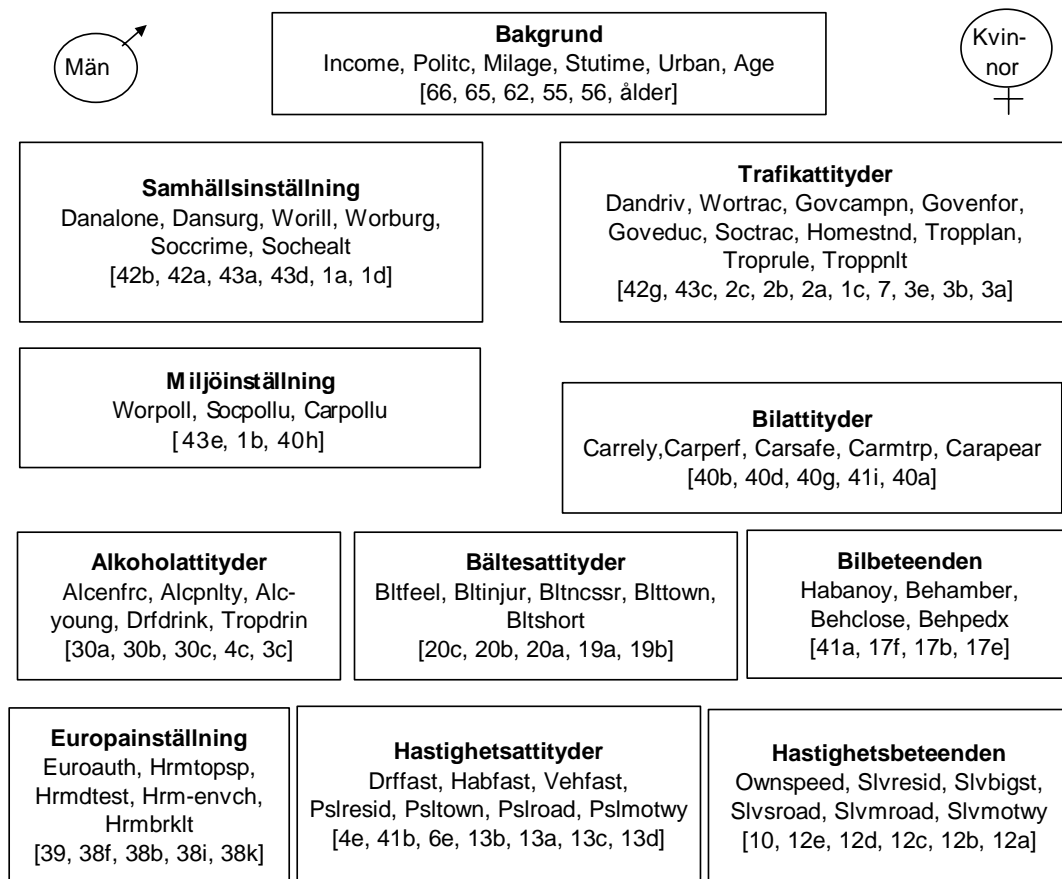 Män
Bakgrund
Income, Politc, Milage, Stutime, Urban, Age
[66, 65, 62, 55, 56, ålder]
Kvin-
nor
Samhällsinställning
Danalone, Dansurg, Worill, Worburg,
Soccrime, Sochealt
[42b, 42a, 43a, 43d, 1a, 1d]
Trafikattityder
Dandriv, Wortrac, Govcampn, Govenfor,
Goveduc, Soctrac, Homestnd, Tropplan,
Troprule, Troppnlt
[42g, 43c, 2c, 2b, 2a, 1c, 7, 3e, 3b, 3a]
Miljöinställning
Worpoll, Socpollu, Carpollu
[43e, 1b, 40h]
Bilattityder
Carrely,Carperf, Carsafe, Carmtrp, Carapear
[40b, 40d, 40g, 41i, 40a]
Alkoholattityder
Alcenfrc, Alcpnlty, Alc-
young, Drfdrink, Tropdrin
[30a, 30b, 30c, 4c, 3c]
Bältesattityder
Bltfeel, Bltinjur, Bltncssr, Blttown,
Bltshort
[20c, 20b, 20a, 19a, 19b]
Bilbeteenden
Habanoy, Behamber,
Behclose, Behpedx
[41a, 17f, 17b, 17e]
Europainställning
Euroauth, Hrmtopsp,
Hrmdtest, Hrm-envch,
Hrmbrklt
[39, 38f, 38b, 38i, 38k]
Hastighetsattityder
Drffast, Habfast, Vehfast,
Pslresid, Psltown, Pslroad, Pslmotwy
[4e, 41b, 6e, 13b, 13a, 13c, 13d]
Hastighetsbeteenden
Ownspeed, Slvresid, Slvbigst,
Slvsroad, Slvmroad, Slvmotwy
[10, 12e, 12d, 12c, 12b, 12a]